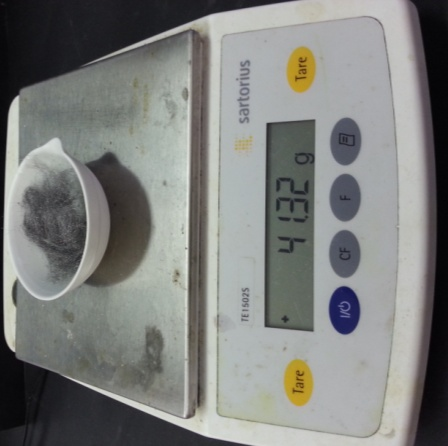 sartorius
TE1502S
+ 41.32 g
Tare
I/⏻
CF
F
Tare